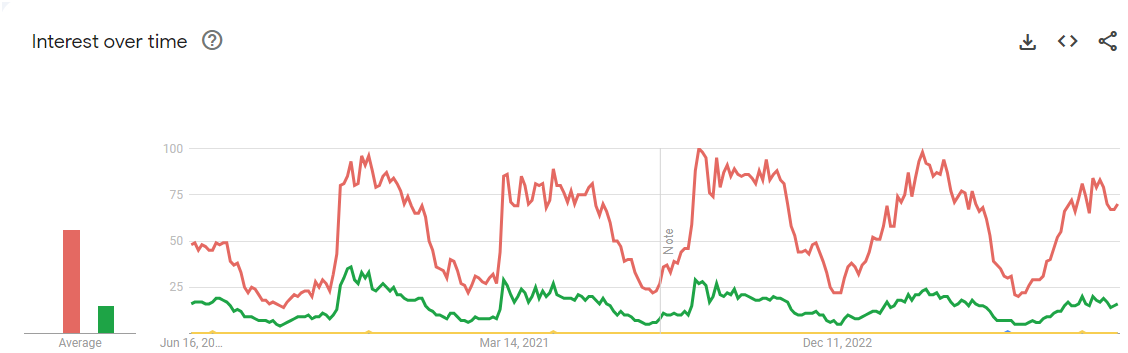 Interest over time
100
75
50
25
Note
Average
Jun 16, 20...
Mar 14, 2021
Dec 11, 2022